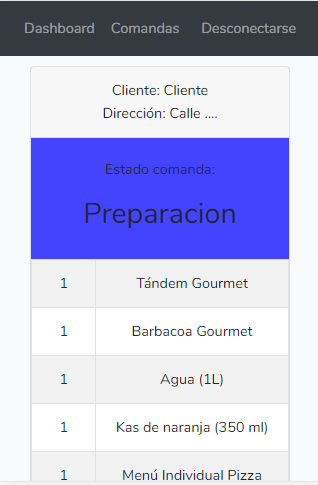 Dashboard Comandas Desconectarse
Cliente: Cliente
Dirección: Calle ....
Estado comanda:
Preparacion
1 Tándem Gourmet
1 Barbacoa Gourmet
1 Agua (1L)
1 Kas de naranja (350 ml)
1 Menú Individual Pizza